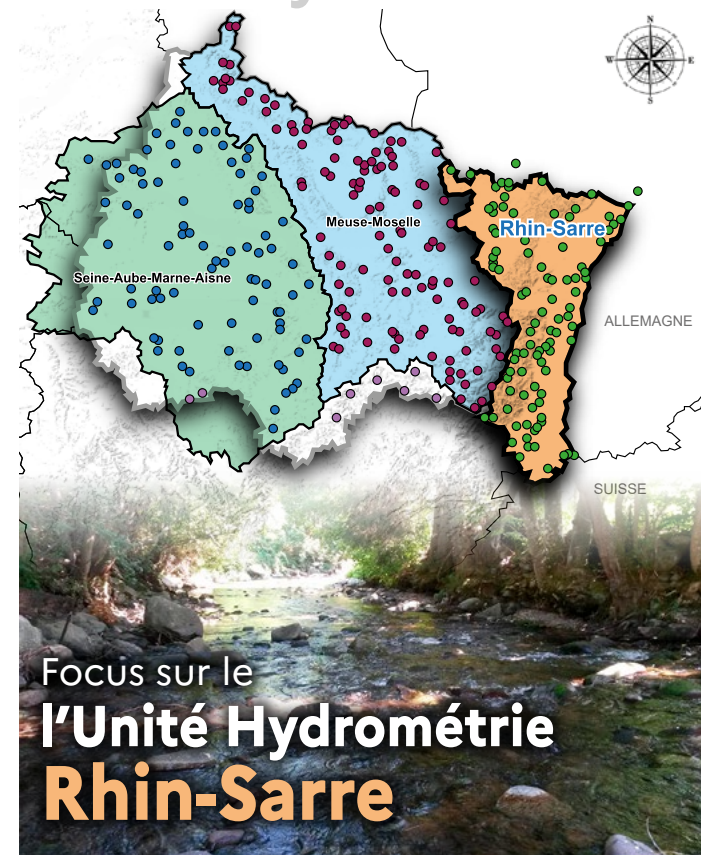 N
W
E
S
Meuse-Moselle
Rhin-Sarre
Seine-Aube-Marne-Aisne
ALLEMAGNE
SUISSE
Focus sur le
l'Unité Hydrométrie
Rhin-Sarre